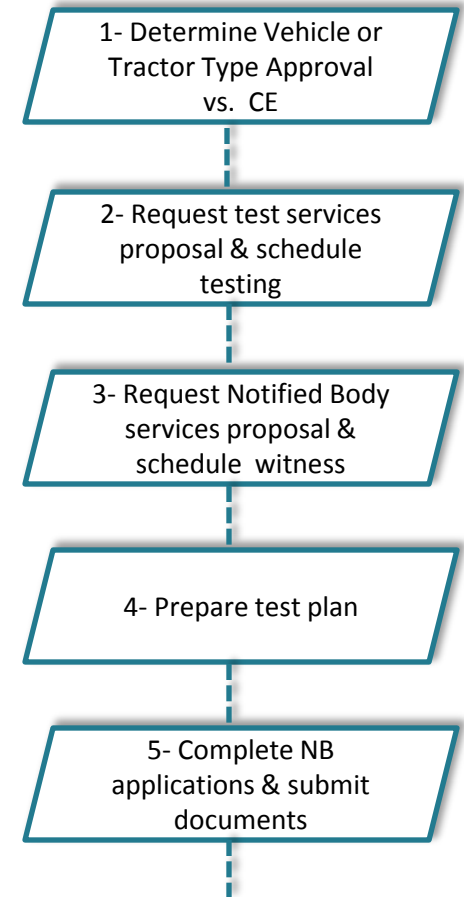 1- Determine Vehicle or
Tractor Type Approval
vs. CE
2- Request test services
proposal & schedule
testing
3- Request Notified Body
services proposal &
schedule witness
4- Prepare test plan
5- Complete NB
applications & submit
documents